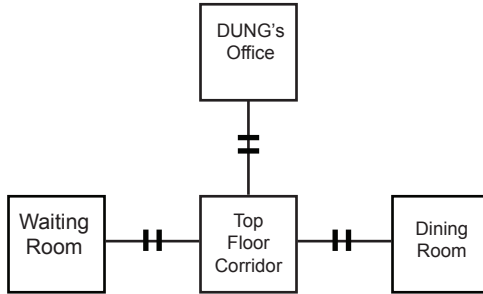 DUNG's
Office
Waiting
Room
Top
Floor
Corridor
Dining
Room